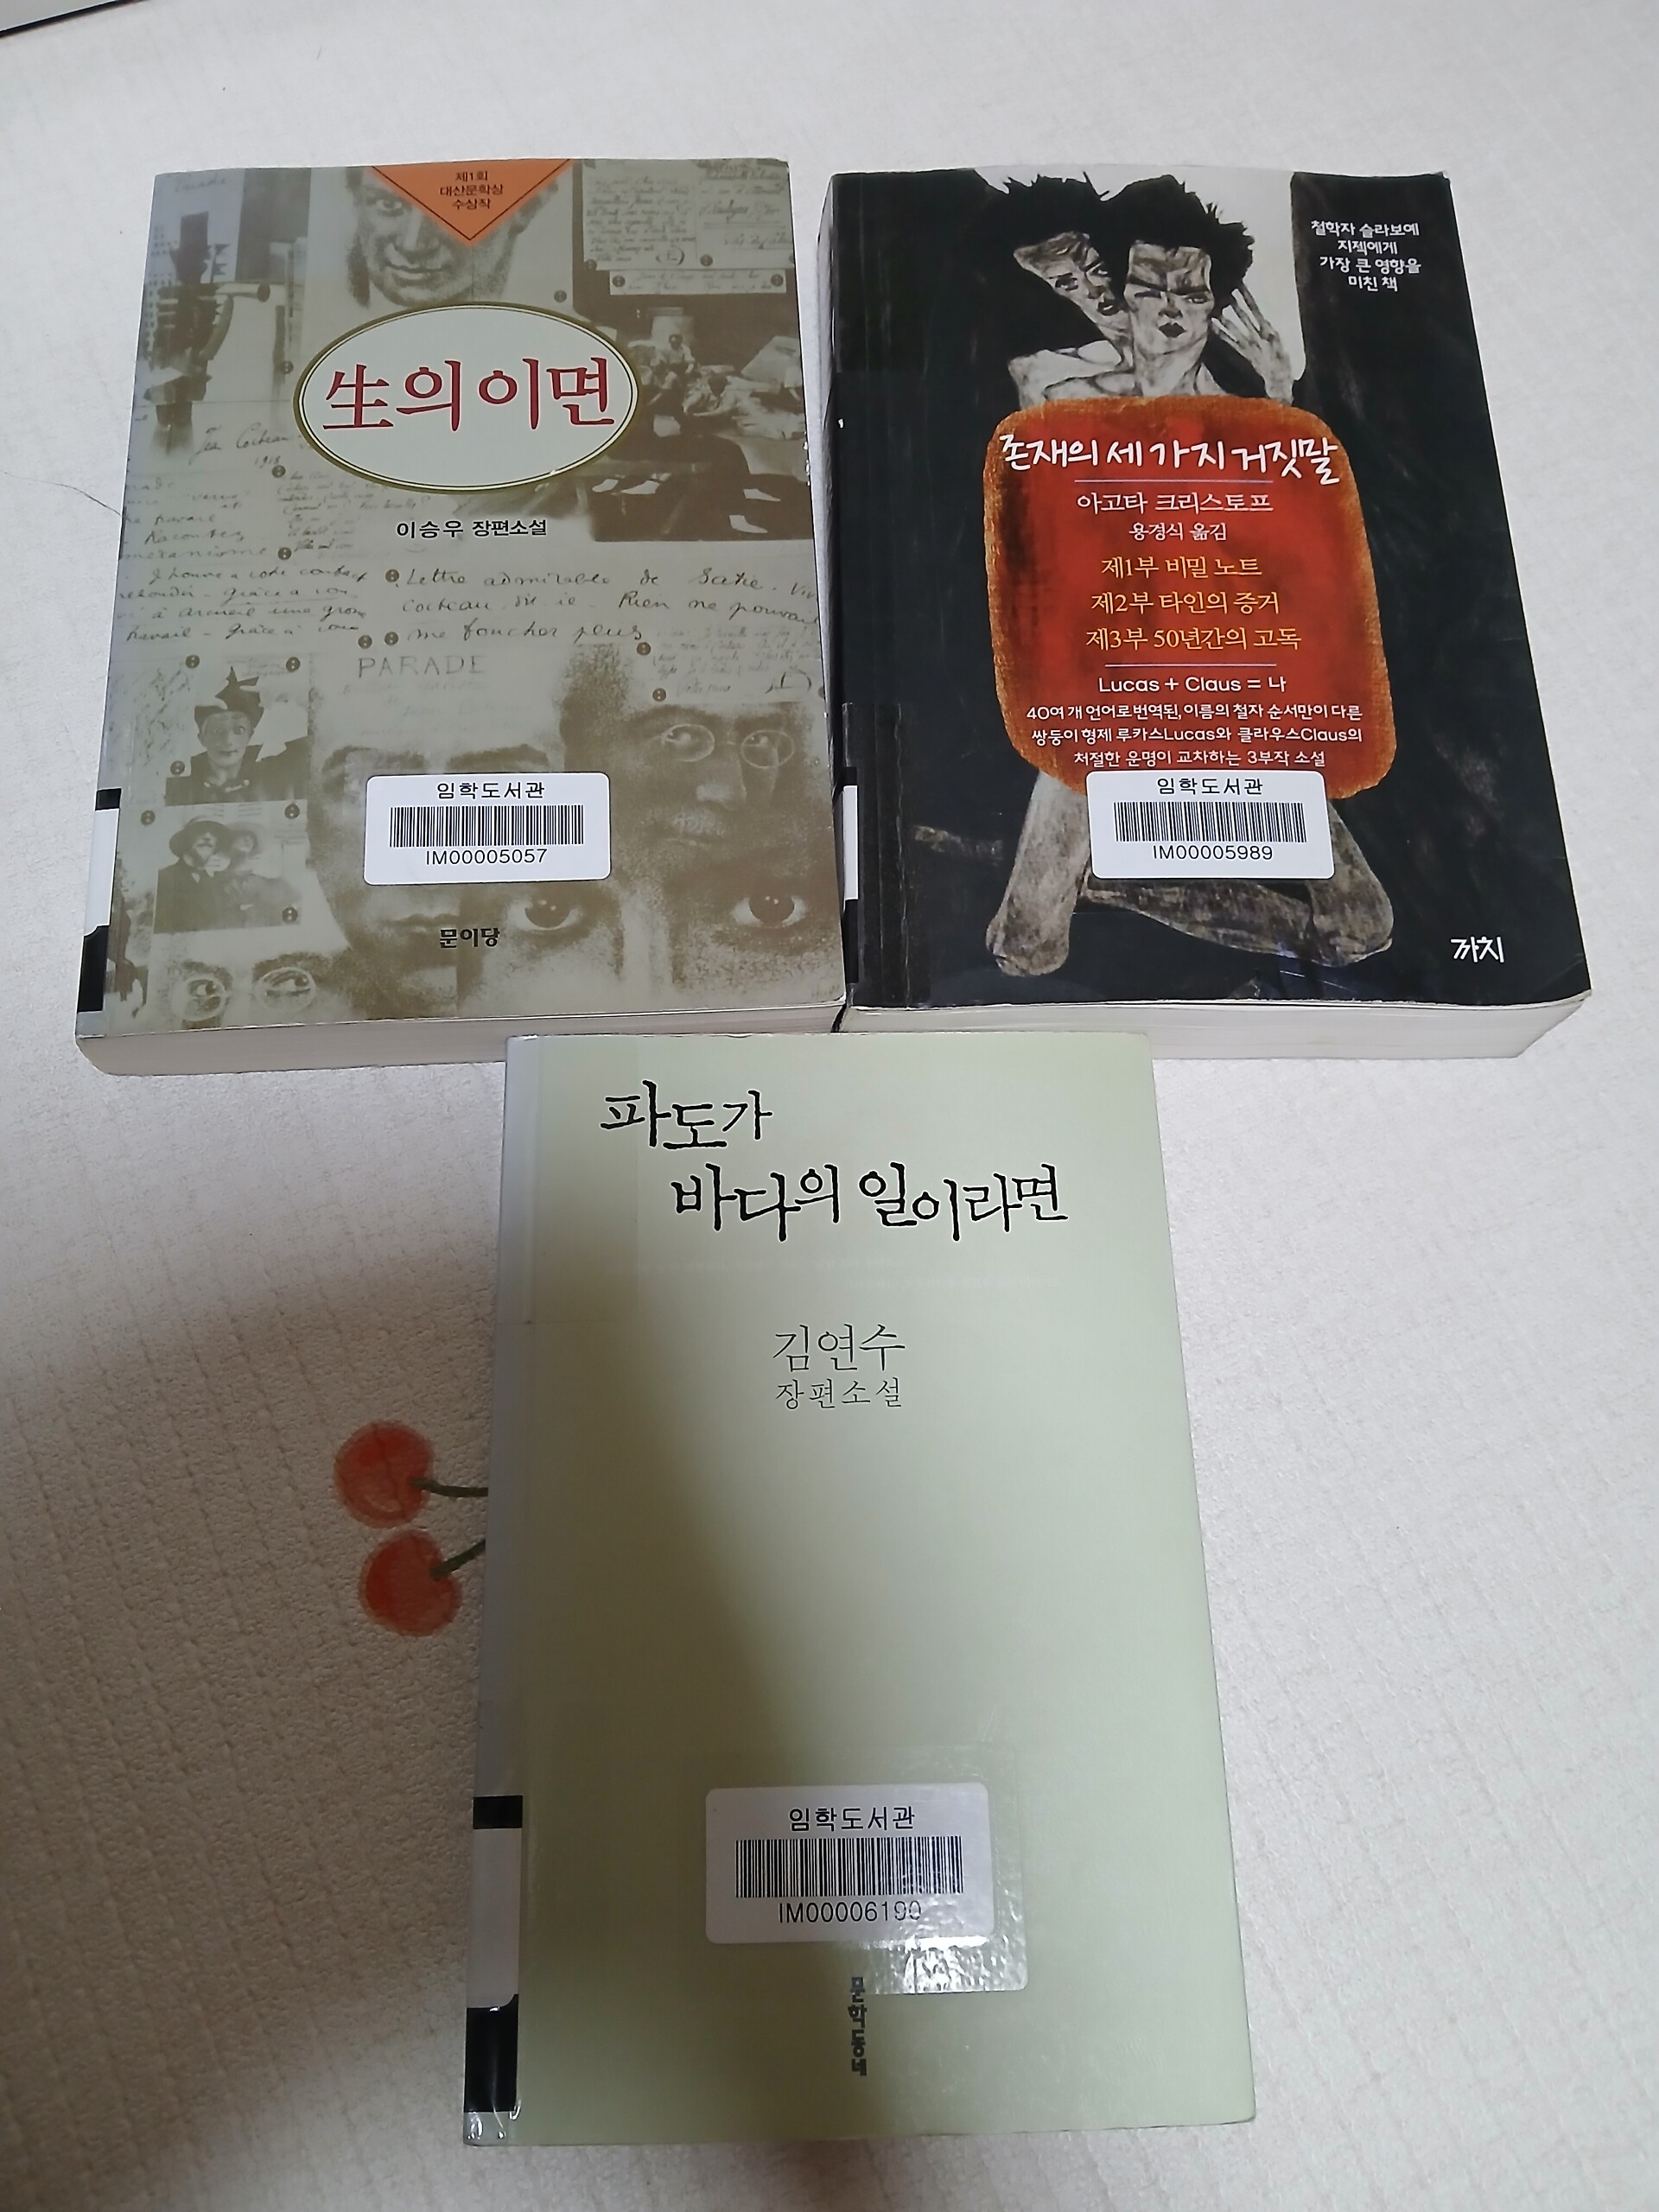 제1회
대산문학상
수상작
生의 이면
이승우 장편소설
Lettre admirable de Satie.
me toucher plus
PARADE
임학도서관
IM00005057
문이당
철학자 슬라보예
지젝에게
가장 큰 영향을
미친 책
존재의 세 가지 거짓말
아고타 크리스토프
용경식 옮김
제1부 비밀 노트
제2부 타인의 증거
제3부 50년간의 고독
Lucas + Claus = 나
40여 개 언어로 번역된, 이름의 철자 순서만이 다른
쌍둥이 형제 루카스Lucas와 클라우스Claus의
처절한 운명이 교차하는 3부작 소설
임학도서관
IM00005989
까치
파도가
바다의 일이라면
김연수
장편소설
임학도서관
IM00006190
문학동네